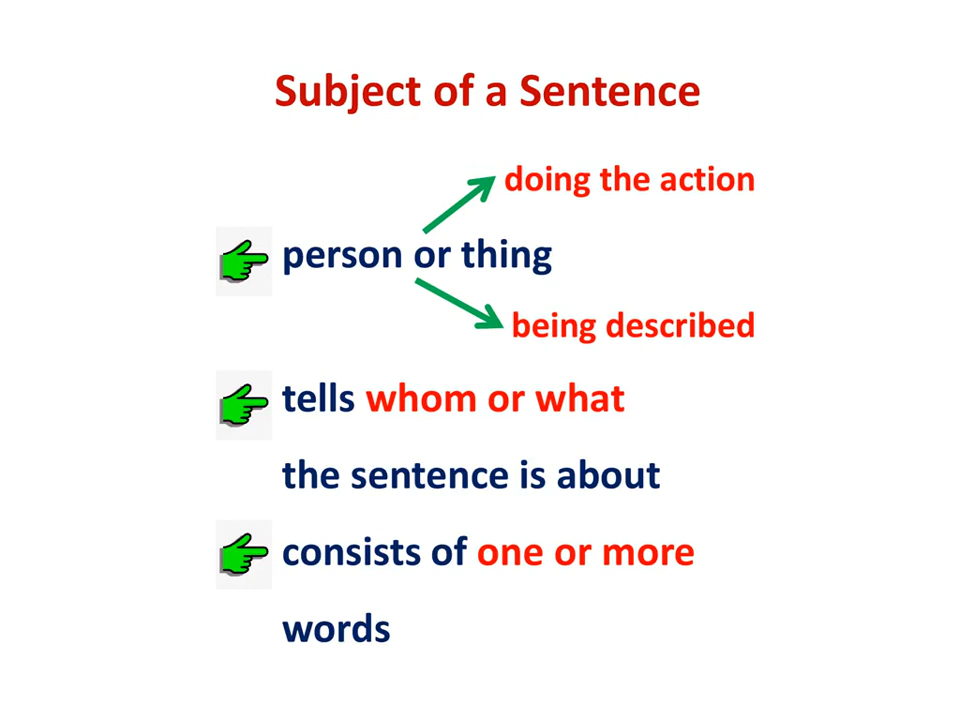 Subject of a Sentence
doing the action
person or thing
being described
tells whom or what
the sentence is about
consists of one or more
words